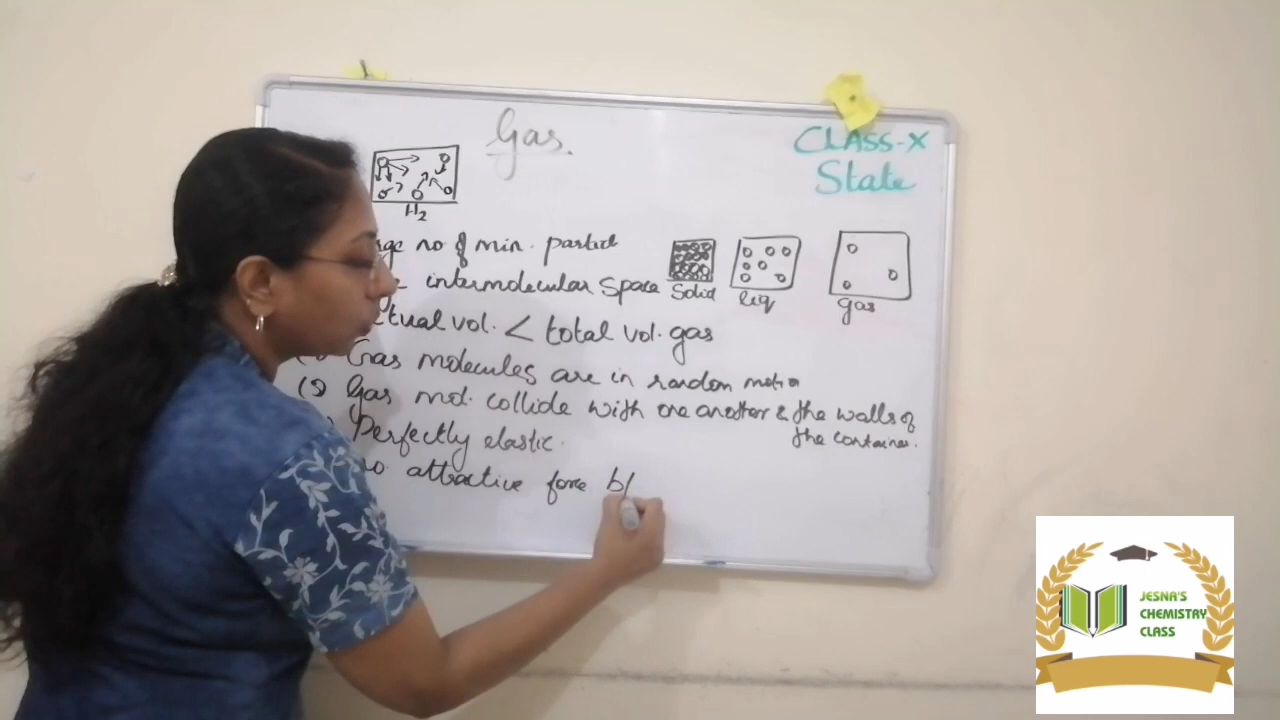 Gas.
CLASS-X
State
H2
no of min. particl
intermolecular space
Solid
liq
gas
vol. < total vol. gas
Gas molecules are in random motion
(5) Gas mol. collide with one another & the walls of
the container.
Perfectly elastic.
no attractive force b/
JESNA'S
CHEMISTRY
CLASS